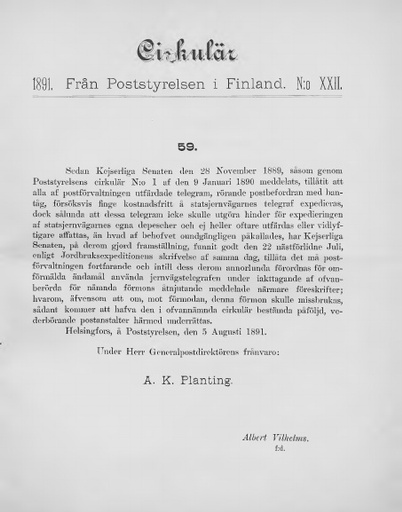 Cirkulär
1891. Från Poststyrelsen i Finland. N:o XXII.
59.
Sedan Kejserliga Senaten den 28 November 1889, såsom genom
Poststyrelsens cirkulär N:o 1 af den 9 Januari 1890 meddelats, tillåtit att
alla af postförvaltningen utfärdade telegram, rörande postbefordran med ban-
tåg, försöksvis finge kostnadsfritt å statsjernvägarnes telegraf expedieras,
dock sålunda att dessa telegram icke skulle utgöra hinder för expedieringen
af statsjernvägarnes egna depescher och ej heller oftare utfärdas eller vidlyf-
tigare affattas, än hvad af behofvet oundgängligen påkallades, har Kejserliga
Senaten, på derom gjord framställning, funnit godt den 22 nästförlidne Juli,
enligt Jordbruksexpeditionens skrifvelse af samma dag, tillåta det må post-
förvaltningen fortfarande och intill dess derom annorlunda förordnas för om-
förmälda ändamål använda jernvägstelegrafen under iakttagande af ofvan-
berörda för nämnda förmons åtnjutande meddelade närmare föreskrifter;
hvarom, äfvensom att om, mot förmodan, denna förmon skulle missbrukas,
sådant kommer att hafva den i ofvannämnda cirkulär bestämda påföljd, ve-
derbörande postanstalter härmed underrättas.
Helsingfors, å Poststyrelsen, den 5 Augusti 1891.
Under Herr Generalpostdirektörens frånvaro:
A. K. Planting.
Albert Vilhelms.
f.d.